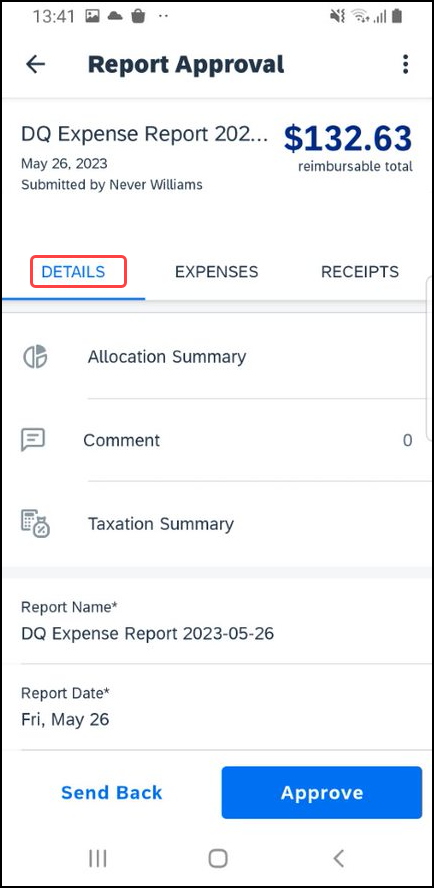 13:41
Report Approval
DQ Expense Report 202... $132.63
May 26, 2023 reimbursable total
Submitted by Never Williams
DETAILS EXPENSES RECEIPTS
Allocation Summary
Comment 0
Taxation Summary
Report Name*
DQ Expense Report 2023-05-26
Report Date*
Fri, May 26
Send Back Approve